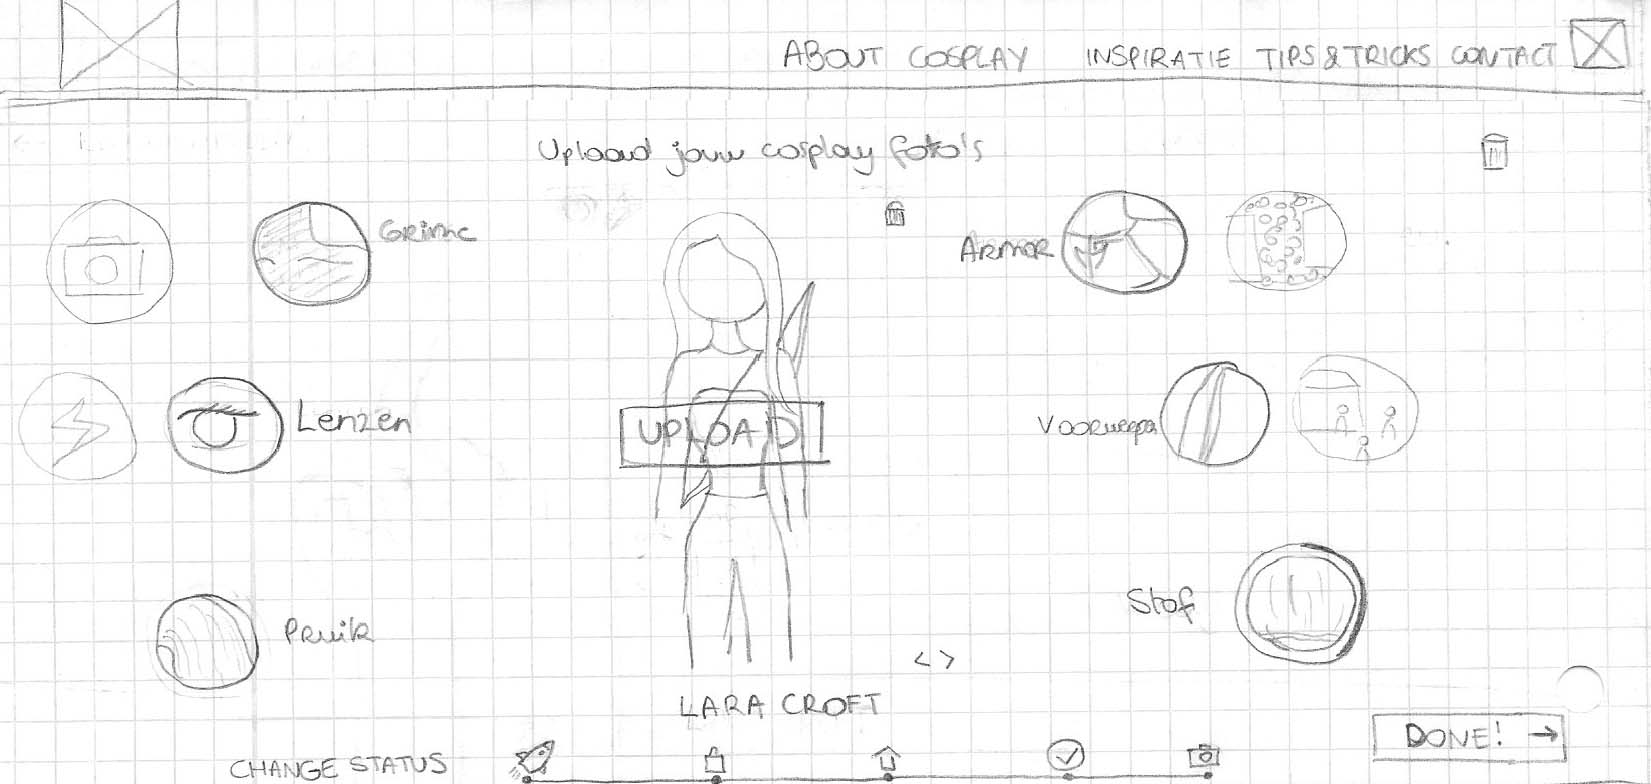 ABOUT COSPLAY INSPIRATIE TIPS & TRICKS CONTACT
Upload jouw cosplay foto's
Grime
Armor
Lenzen
UPLOAD
Voorwerpen
Pruik
Stof
< >
LARA CROFT
DONE! →
CHANGE STATUS